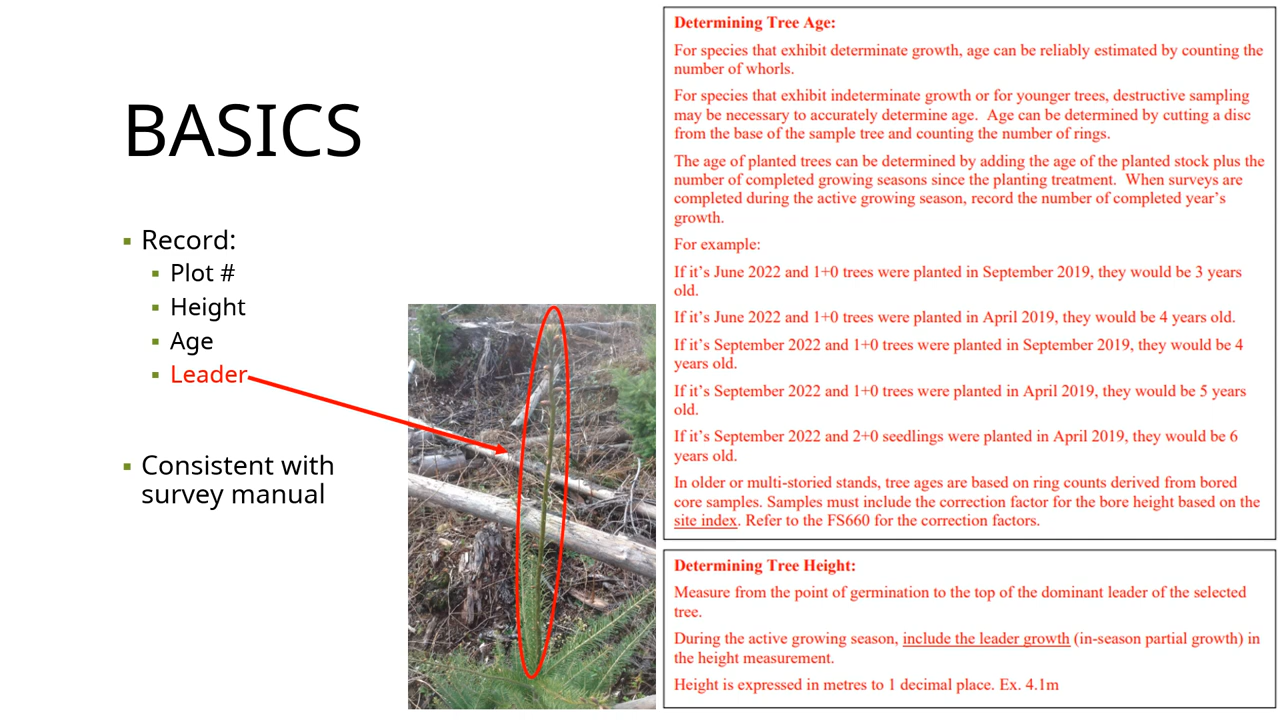 BASICS
Record:
Plot #
Height
Age
Leader
Consistent with
survey manual
Determining Tree Age:
For species that exhibit determinate growth, age can be reliably estimated by counting the
number of whorls.
For species that exhibit indeterminate growth or for younger trees, destructive sampling
may be necessary to accurately determine age.  Age can be determined by cutting a disc
from the base of the sample tree and counting the number of rings.
The age of planted trees can be determined by adding the age of the planted stock plus the
number of completed growing seasons since the planting treatment.  When surveys are
completed during the active growing season, record the number of completed year’s
growth.
For example:
If it’s June 2022 and 1+0 trees were planted in September 2019, they would be 3 years
old.
If it’s June 2022 and 1+0 trees were planted in April 2019, they would be 4 years old.
If it’s September 2022 and 1+0 trees were planted in September 2019, they would be 4
years old.
If it’s September 2022 and 1+0 trees were planted in April 2019, they would be 5 years
old.
If it’s September 2022 and 2+0 seedlings were planted in April 2019, they would be 6
years old.
In older or multi-storied stands, tree ages are based on ring counts derived from bored
core samples. Samples must include the correction factor for the bore height based on the
site index. Refer to the FS660 for the correction factors.
Determining Tree Height:
Measure from the point of germination to the top of the dominant leader of the selected
tree.
During the active growing season, include the leader growth (in-season partial growth) in
the height measurement.
Height is expressed in metres to 1 decimal place. Ex. 4.1m